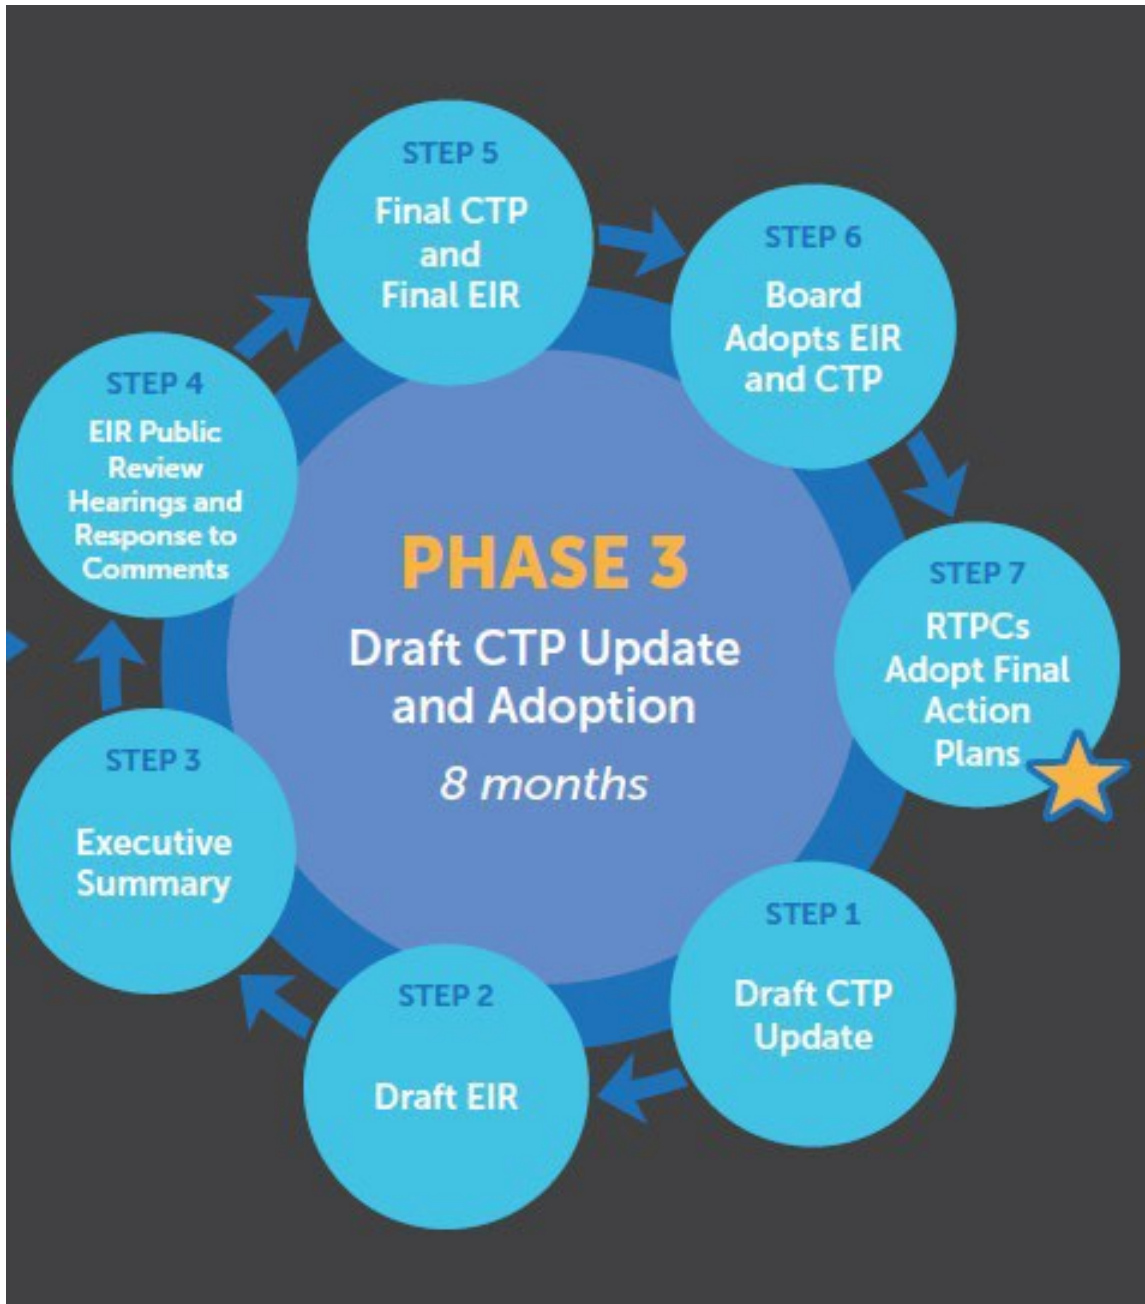 PHASE 3
Draft CTP Update
and Adoption
8 months
STEP 1
Draft CTP
Update
STEP 2
Draft EIR
STEP 3
Executive
Summary
STEP 4
EIR Public
Review
Hearings and
Response to
Comments
STEP 5
Final CTP
and
Final EIR
STEP 6
Board
Adopts EIR
and CTP
STEP 7
RTPCs
Adopt Final
Action
Plans